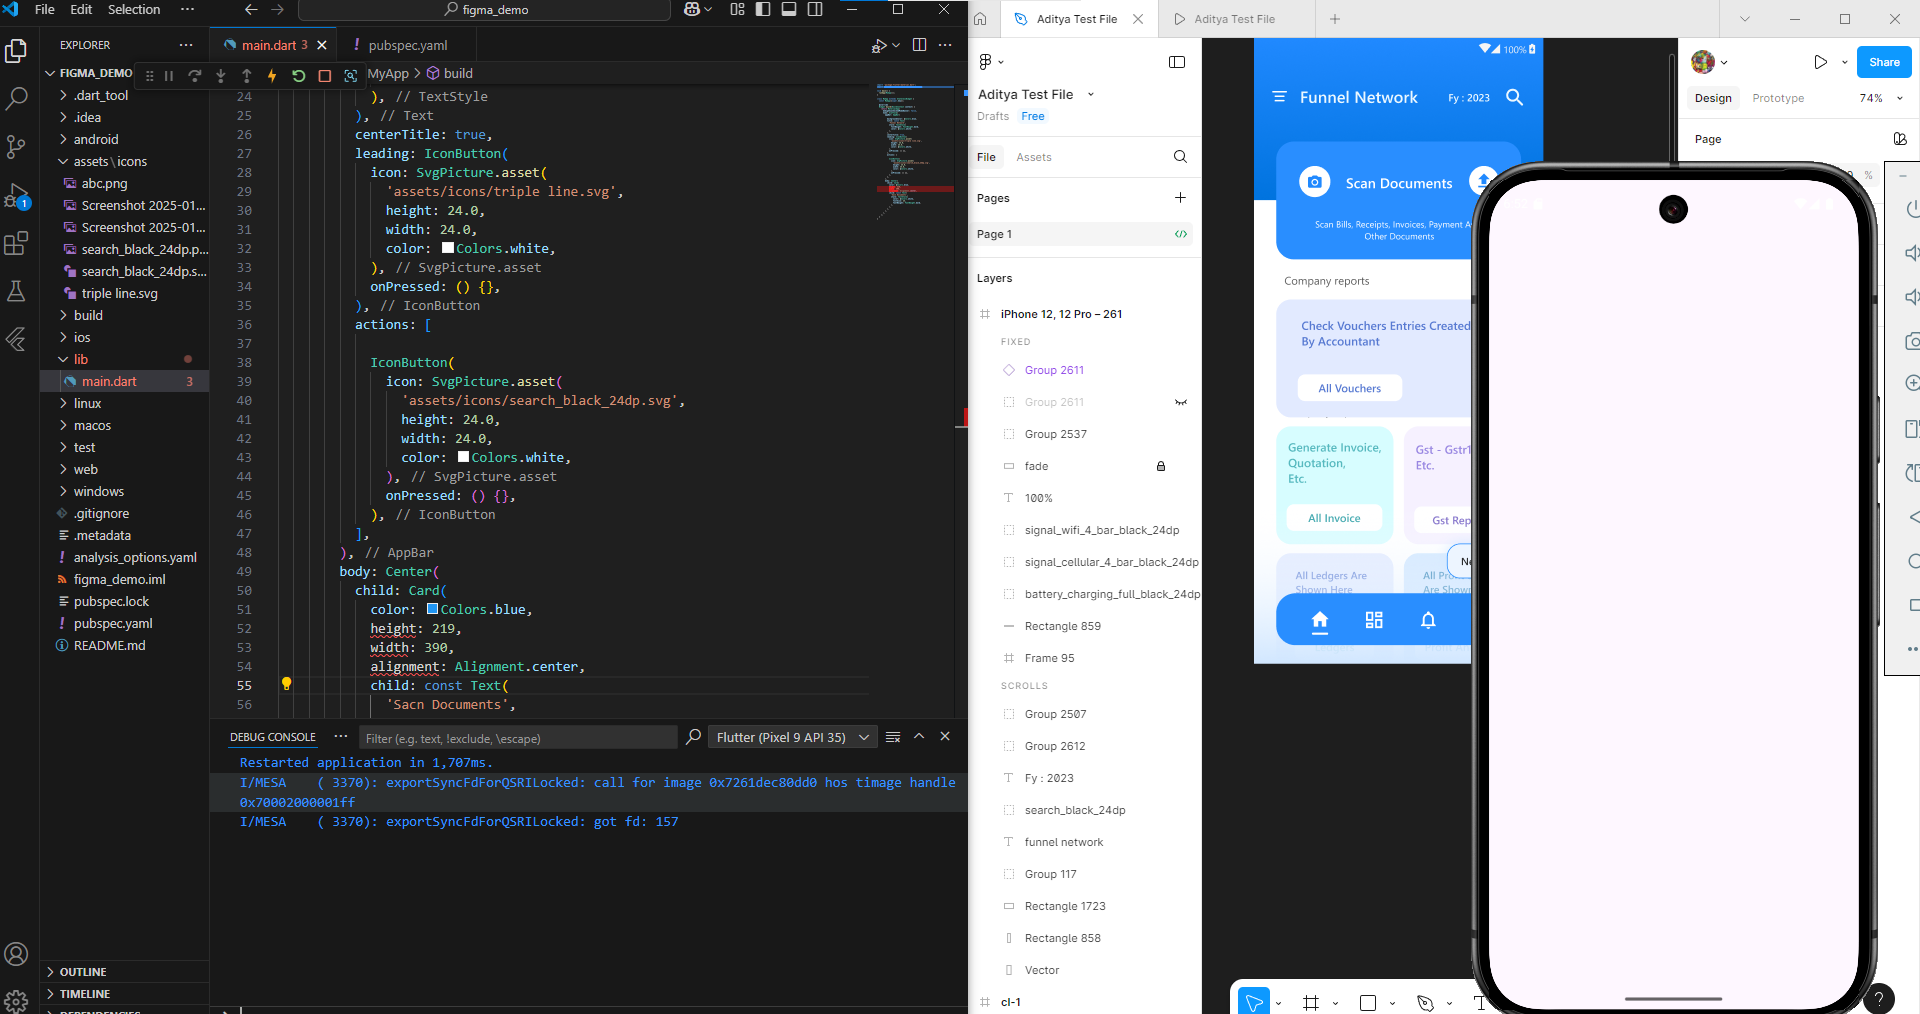 File Edit Selection ··· figma_demo
EXPLORER ···
FIGMA_DEMO
.dart_tool
.idea
android
assets\icons
abc.png
Screenshot 2025-01...
Screenshot 2025-01...
search_black_24dp.p...
search_black_24dp.s...
triple line.svg
build
ios
lib
main.dart 3
linux
macos
test
web
windows
.gitignore
.metadata
analysis_options.yaml
figma_demo.iml
pubspec.lock
pubspec.yaml
README.md
OUTLINE
TIMELINE
1
main.dart 3
pubspec.yaml
MyApp > build
24 ), // TextStyle
25 ), // Text
26 centerTitle: true,
27 leading: IconButton(
28 icon: SvgPicture.asset(
29 'assets/icons/triple line.svg',
30 height: 24.0,
31 width: 24.0,
32 color: Colors.white,
33 ), // SvgPicture.asset
34 onPressed: () {},
35 ), // IconButton
36 actions: [
37
38 IconButton(
39 icon: SvgPicture.asset(
40 'assets/icons/search_black_24dp.svg',
41 height: 24.0,
42 width: 24.0,
43 color: Colors.white,
44 ), // SvgPicture.asset
45 onPressed: () {},
46 ), // IconButton
47 ],
48 ), // AppBar
49 body: Center(
50 child: Card(
51 color: Colors.blue,
52 height: 219,
53 width: 390,
54 alignment: Alignment.center,
55 child: const Text(
56 'Sacn Documents',
DEBUG CONSOLE ··· Filter (e.g. text, !exclude, \escape) Flutter (Pixel 9 API 35)
Restarted application in 1,707ms.
I/MESA ( 3370): exportSyncFdForQSRILocked: call for image 0x7261dec80dd0 hos timage handle
0x70002000001ff
I/MESA ( 3370): exportSyncFdForQSRILocked: got fd: 157
Aditya Test File
Aditya Test File
Aditya Test File
Drafts Free
File Assets
Pages
Page 1
Layers
iPhone 12, 12 Pro – 261
FIXED
Group 2611
Group 2611
Group 2537
fade
100%
signal_wifi_4_bar_black_24dp
signal_cellular_4_bar_black_24dp
battery_charging_full_black_24dp
Rectangle 859
Frame 95
SCROLLS
Group 2507
Group 2612
Fy : 2023
search_black_24dp
funnel network
Group 117
Rectangle 1723
Rectangle 858
Vector
cl-1
100%
Funnel Network Fy : 2023
Scan Documents
Scan Bills, Receipts, Invoices, Payment A
Other Documents
Company reports
Check Vouchers Entries Created
By Accountant
All Vouchers
Generate Invoice,
Quotation,
Etc.
All Invoice
Gst - Gstr1
Etc.
Gst Rep
All Ledgers Are
Shown Here
All Pro
Are Shown
Ne
Share
Design Prototype 74%
Page
%
?